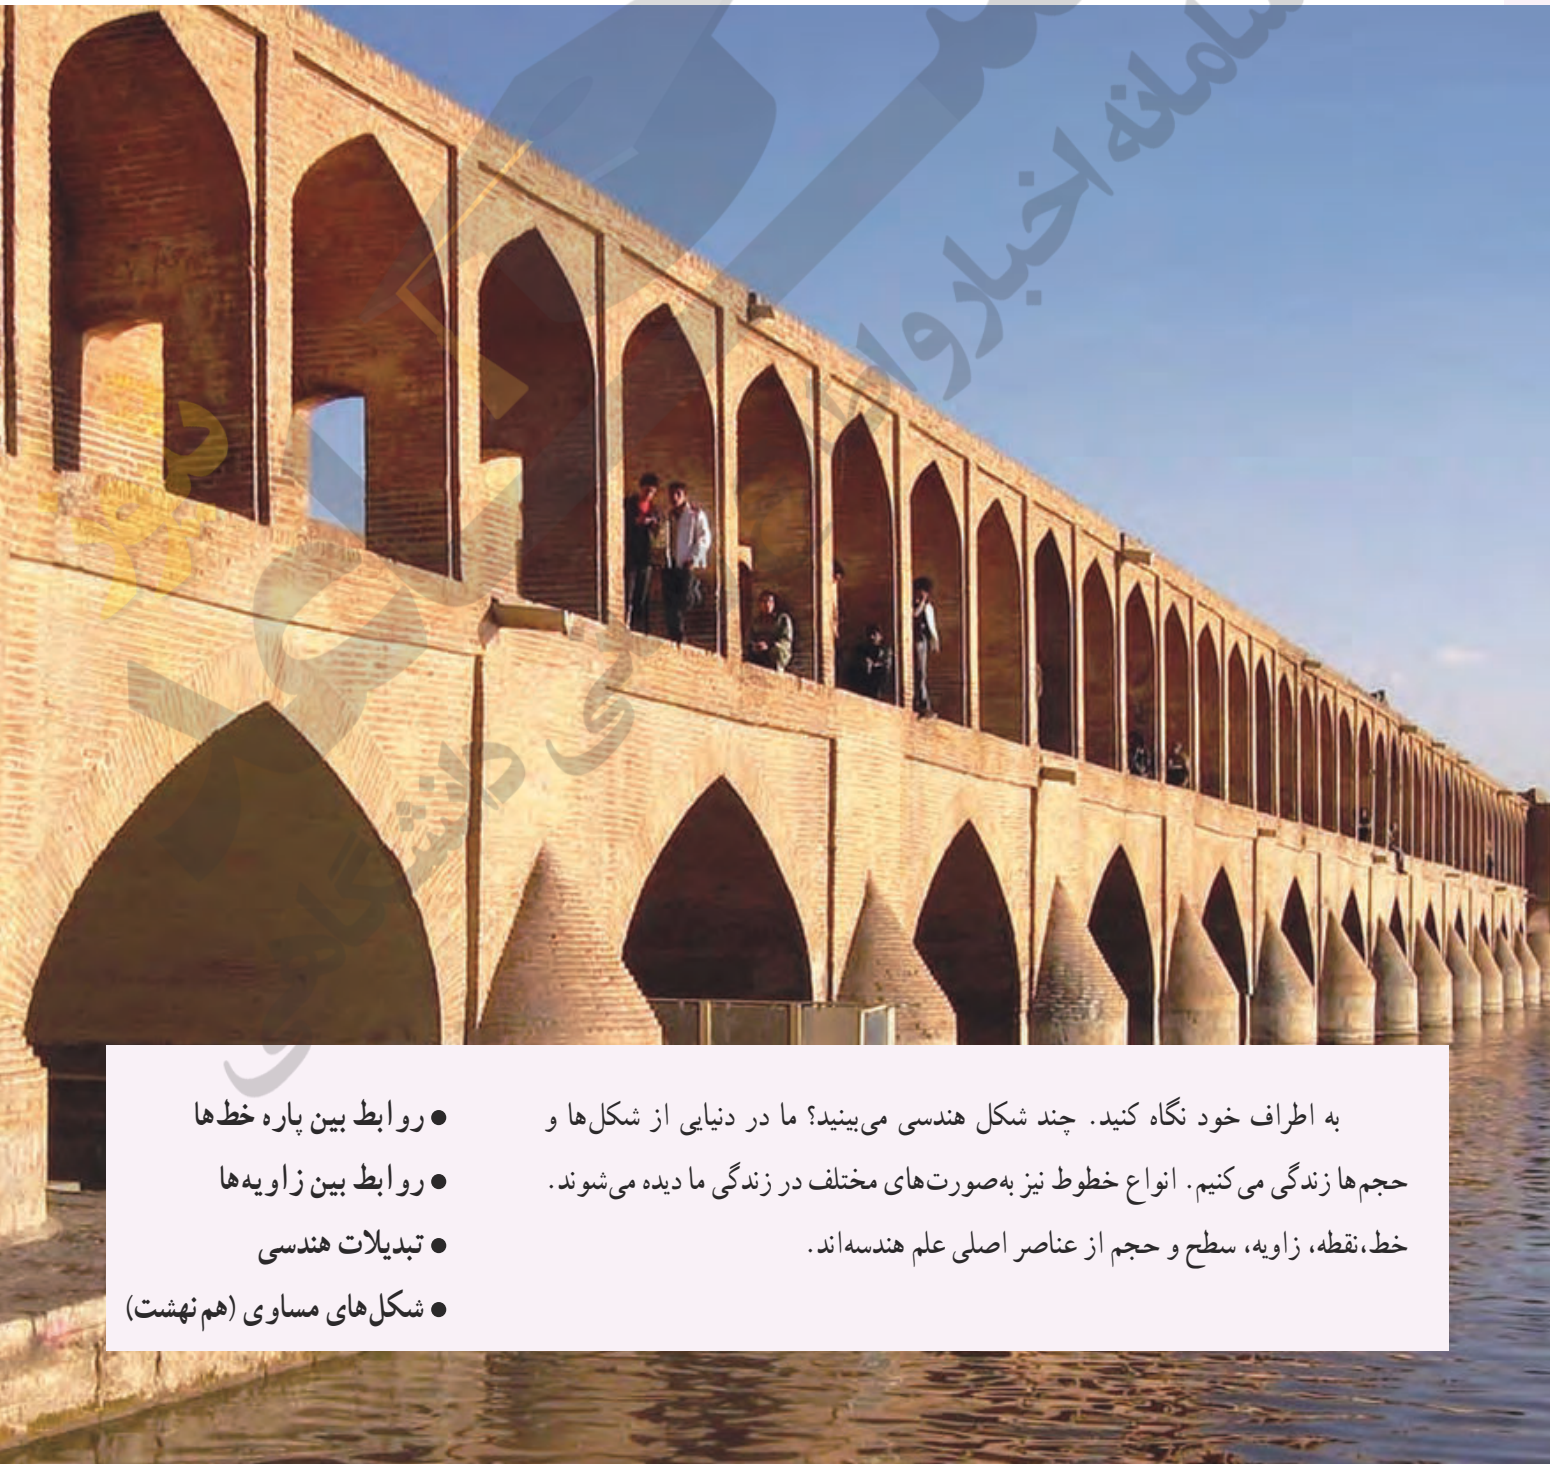 به اطراف خود نگاه کنید. چند شکل هندسی می‌بینید؟ ما در دنیایی از شکل‌ها و
حجم‌ها زندگی می‌کنیم. انواع خطوط نیز به‌صورت‌های مختلف در زندگی ما دیده می‌شوند.
خط،نقطه، زاویه، سطح و حجم از عناصر اصلی علم هندسه‌اند.
● روابط بین پاره خط‌ها
● روابط بین زاویه‌ها
● تبدیلات هندسی
● شکل‌های مساوی (هم نهشت)
سامانه اخبار و